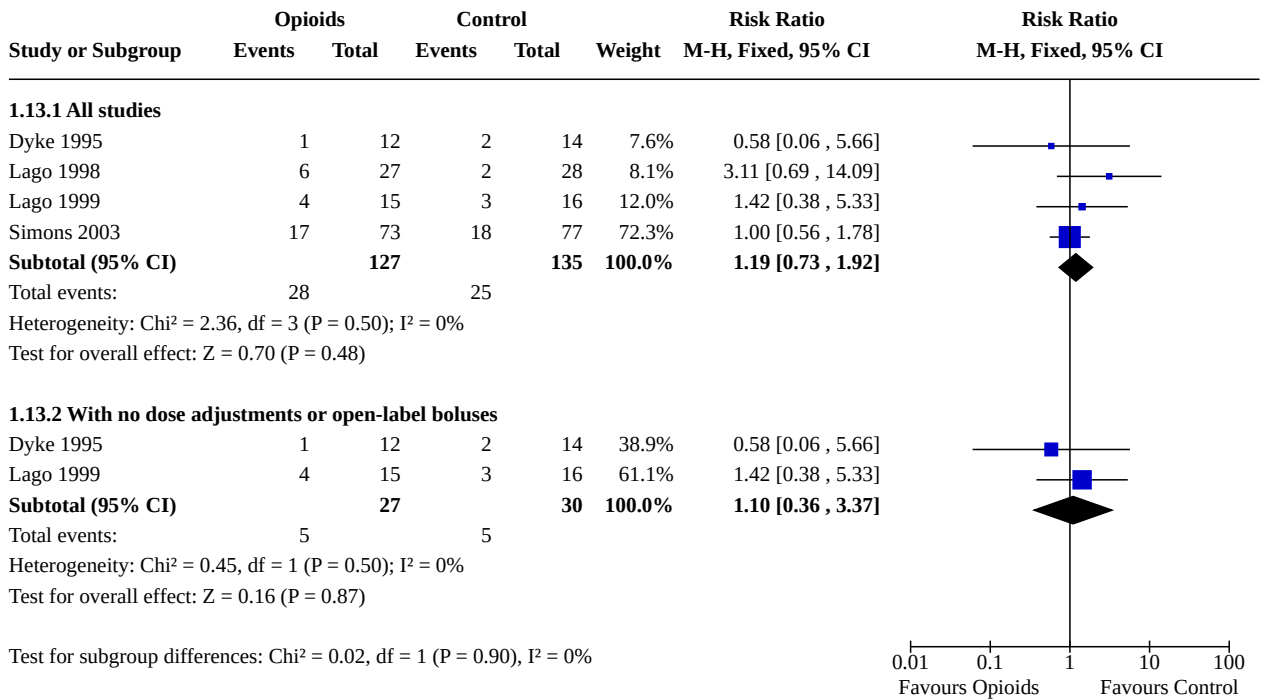 Opioids Control Risk Ratio Risk Ratio
Study or Subgroup Events Total Events Total Weight M-H, Fixed, 95% CI M-H, Fixed, 95% CI
1.13.1 All studies
Dyke 1995 1 12 2 14 7.6% 0.58 [0.06 , 5.66]
Lago 1998 6 27 2 28 8.1% 3.11 [0.69 , 14.09]
Lago 1999 4 15 3 16 12.0% 1.42 [0.38 , 5.33]
Simons 2003 17 73 18 77 72.3% 1.00 [0.56 , 1.78]
Subtotal (95% CI) 127 135 100.0% 1.19 [0.73 , 1.92]
Total events: 28 25
Heterogeneity: Chi² = 2.36, df = 3 (P = 0.50); I² = 0%
Test for overall effect: Z = 0.70 (P = 0.48)
1.13.2 With no dose adjustments or open-label boluses
Dyke 1995 1 12 2 14 38.9% 0.58 [0.06 , 5.66]
Lago 1999 4 15 3 16 61.1% 1.42 [0.38 , 5.33]
Subtotal (95% CI) 27 30 100.0% 1.10 [0.36 , 3.37]
Total events: 5 5
Heterogeneity: Chi² = 0.45, df = 1 (P = 0.50); I² = 0%
Test for overall effect: Z = 0.16 (P = 0.87)
Test for subgroup differences: Chi² = 0.02, df = 1 (P = 0.90), I² = 0%
0.01 0.1 1 10 100
Favours Opioids Favours Control